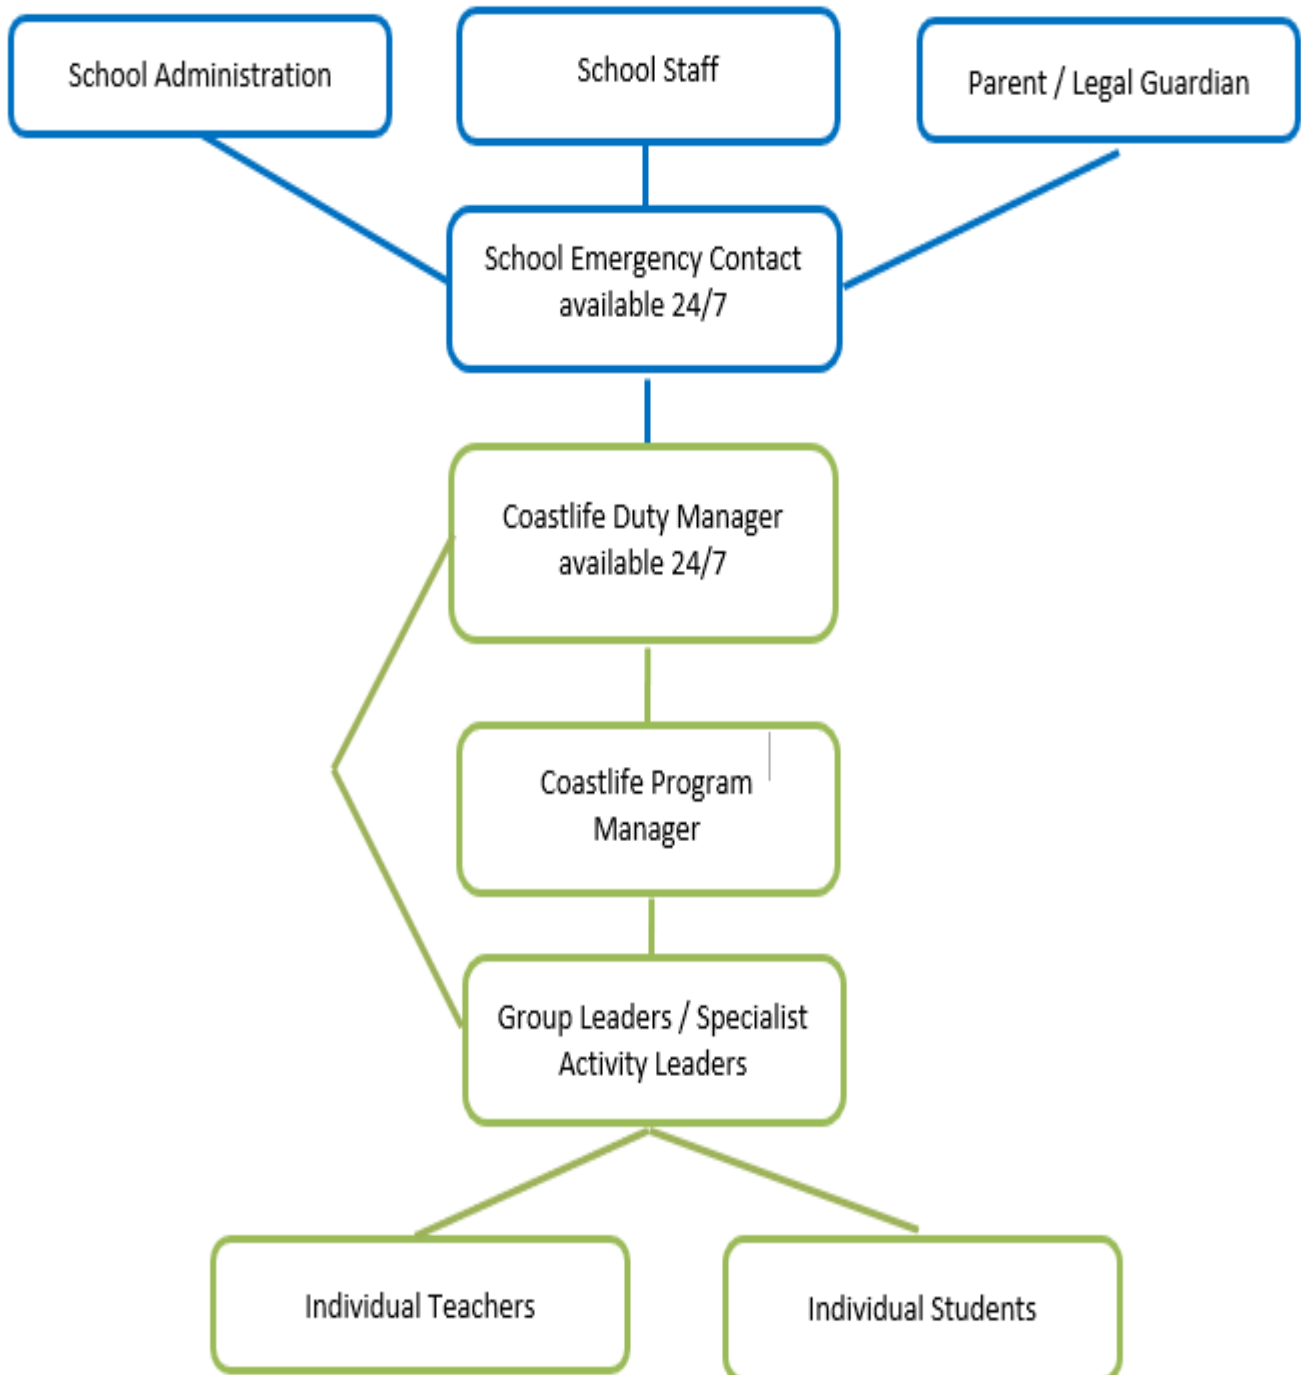 School Administration
School Staff
Parent / Legal Guardian
School Emergency Contact
available 24/7
Coastlife Duty Manager
available 24/7
Coastlife Program
Manager
Group Leaders / Specialist
Activity Leaders
Individual Teachers
Individual Students